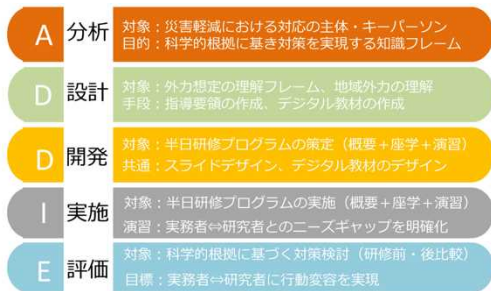 A 分析
対象：災害軽減における対応の主体・キーパーソン
目的：科学的根拠に基き対策を実現する知識フレーム
D 設計
対象：外力想定の理解フレーム、地域外力の理解
手段：指導要領の作成、デジタル教材の作成
D 開発
対象：半日研修プログラムの策定（概要＋座学＋演習）
共通：スライドデザイン、デジタル教材のデザイン
I 実施
対象：半日研修プログラムの実施（概要＋座学＋演習）
演習：実務者⇔研究者とのニーズギャップを明確化
E 評価
対象：科学的根拠に基づく対策検討（研修前・後比較）
目標：実務者⇔研究者に行動変容を実現